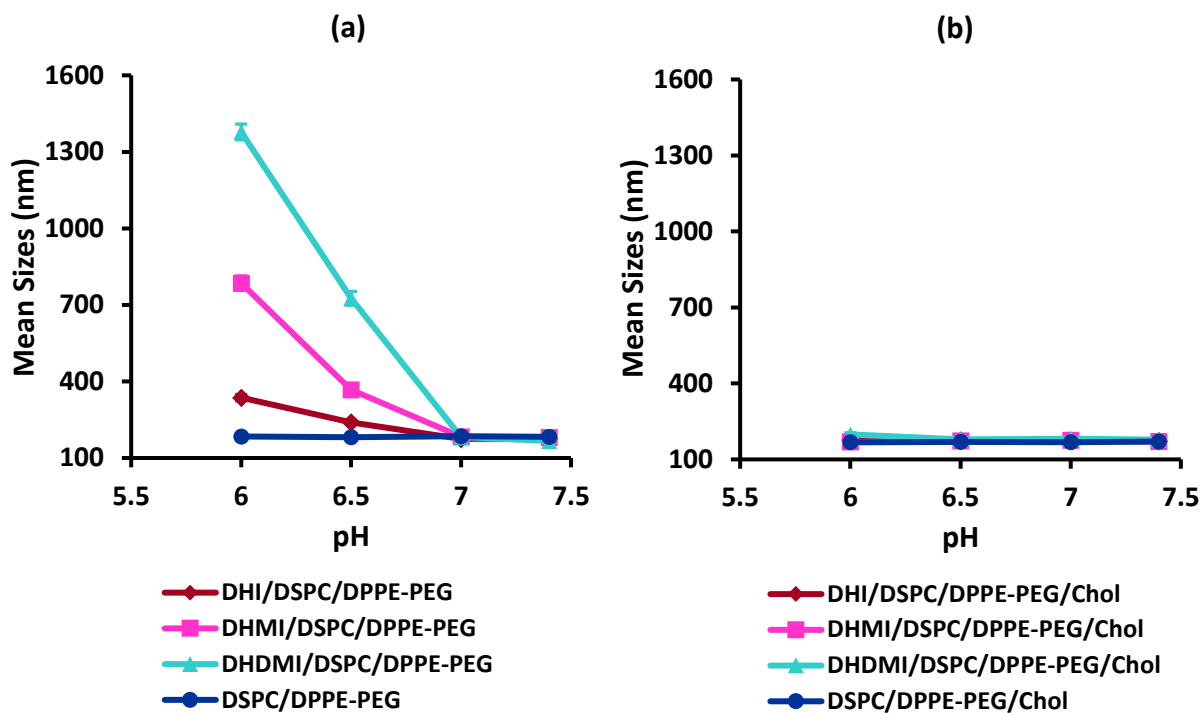 (a)
1600
1300
1000
700
400
100
Mean Sizes (nm)
5.5 6 6.5 7 7.5
pH
DHI/DSPC/DPPE-PEG
DHMI/DSPC/DPPE-PEG
DHDMI/DSPC/DPPE-PEG
DSPC/DPPE-PEG
(b)
1600
1300
1000
700
400
100
Mean Sizes (nm)
5.5 6 6.5 7 7.5
pH
DHI/DSPC/DPPE-PEG/Chol
DHMI/DSPC/DPPE-PEG/Chol
DHDMI/DSPC/DPPE-PEG/Chol
DSPC/DPPE-PEG/Chol